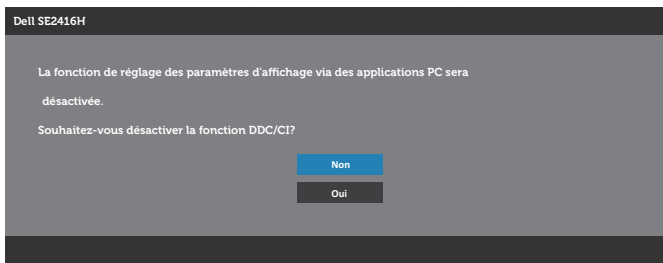 Dell SE2416H
La fonction de réglage des paramètres d'affichage via des applications PC sera
désactivée.
Souhaitez-vous désactiver la fonction DDC/CI?
Non
Oui